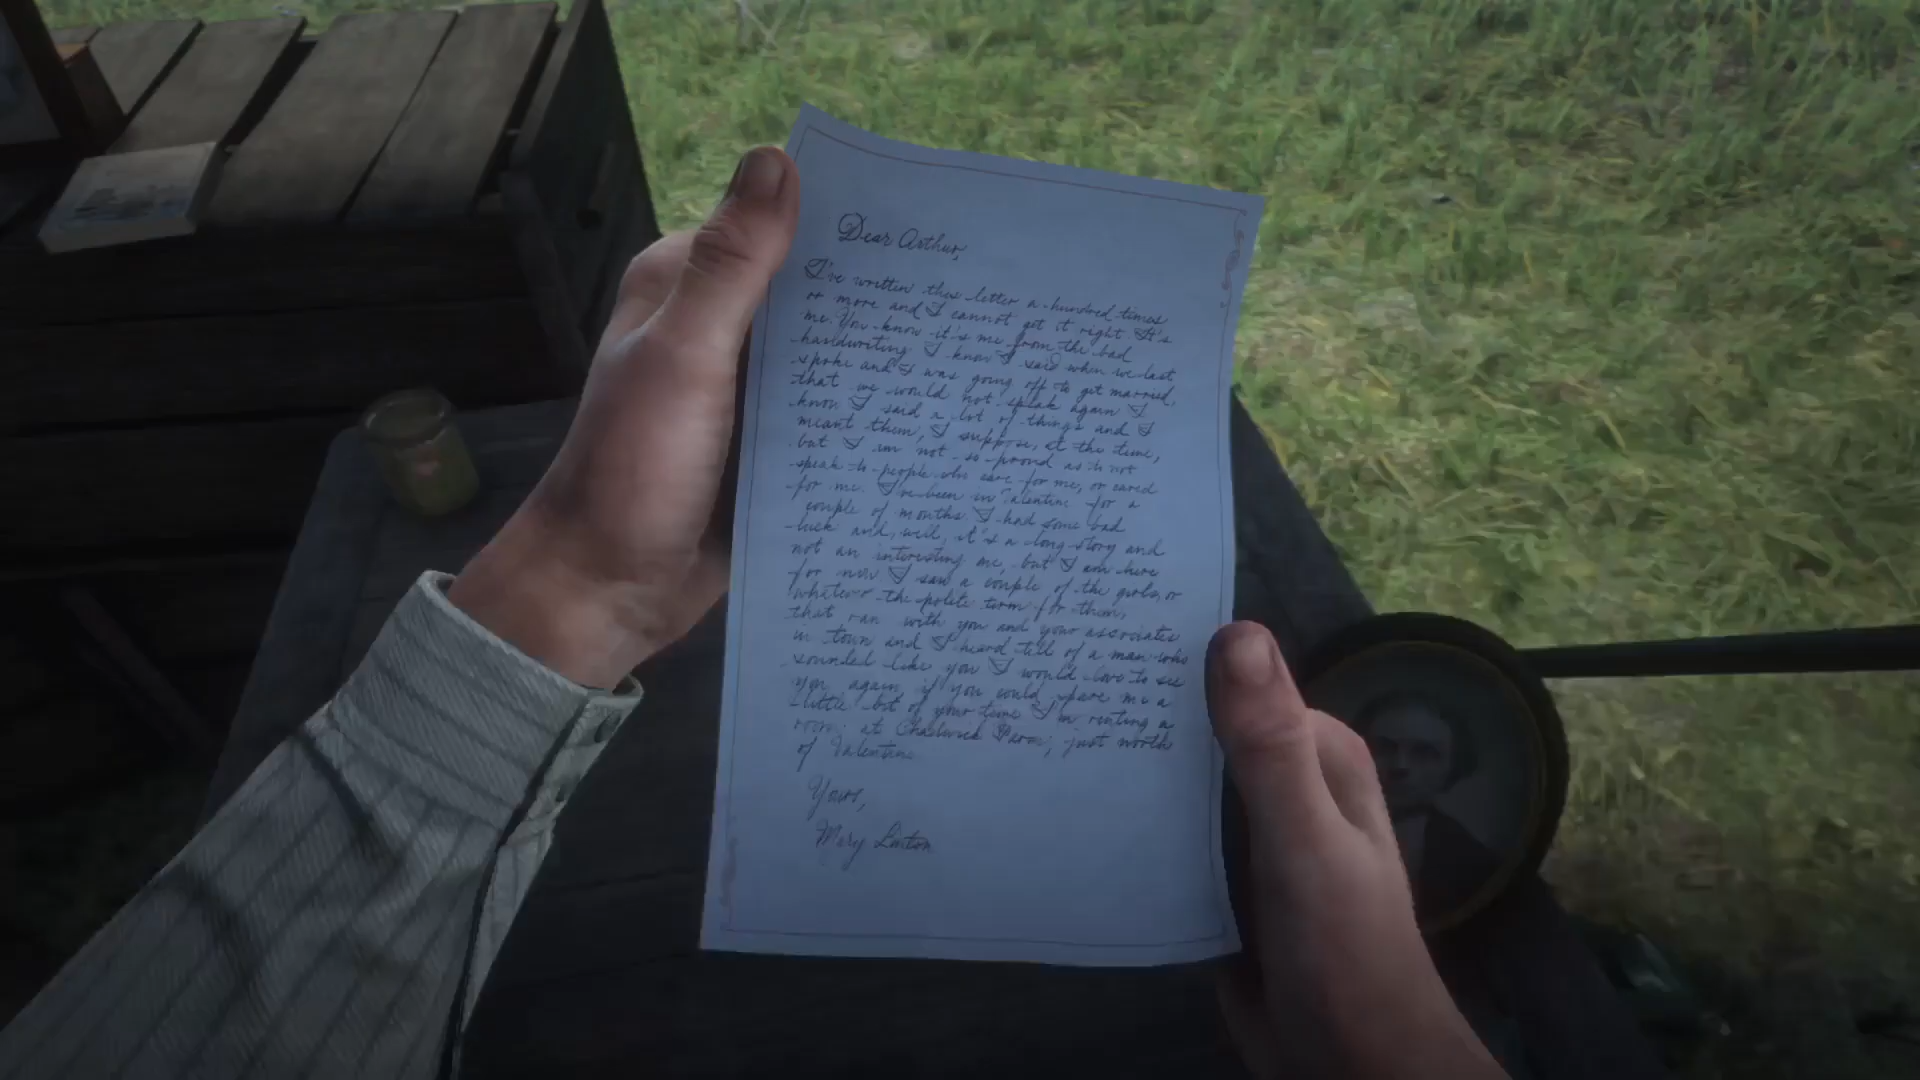 Dear Arthur,
I've written this letter a hundred times
or more and I cannot get it right. It's
me. You know it's me from the bad
handwriting. I know I said when we last
spoke and I was going off to get married,
that we would not speak again I
know I said a lot of things and I
meant them, I suppose, at the time,
but I am not so proud as to not
speak to people who care for me, or cared
for me. I've been in Valentine for a
couple of months. I had some bad
luck and, well, it's a long story and
not an interesting one, but I am here
for now. I saw a couple of the girls, or
whatever the polite term for them,
that ran with you and your associates
in town and I heard tell of a man who
sounded like you I would love to see
you again if you could spare me a
little bit of your time I'm renting a
room at Chadwick Farm, just north
of Valentine
Yours,
Mary Linton